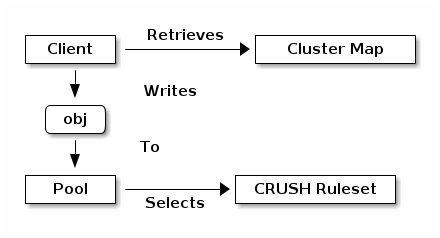 Retrieves
Client
Cluster Map
Writes
obj
To
Pool
CRUSH Ruleset
Selects